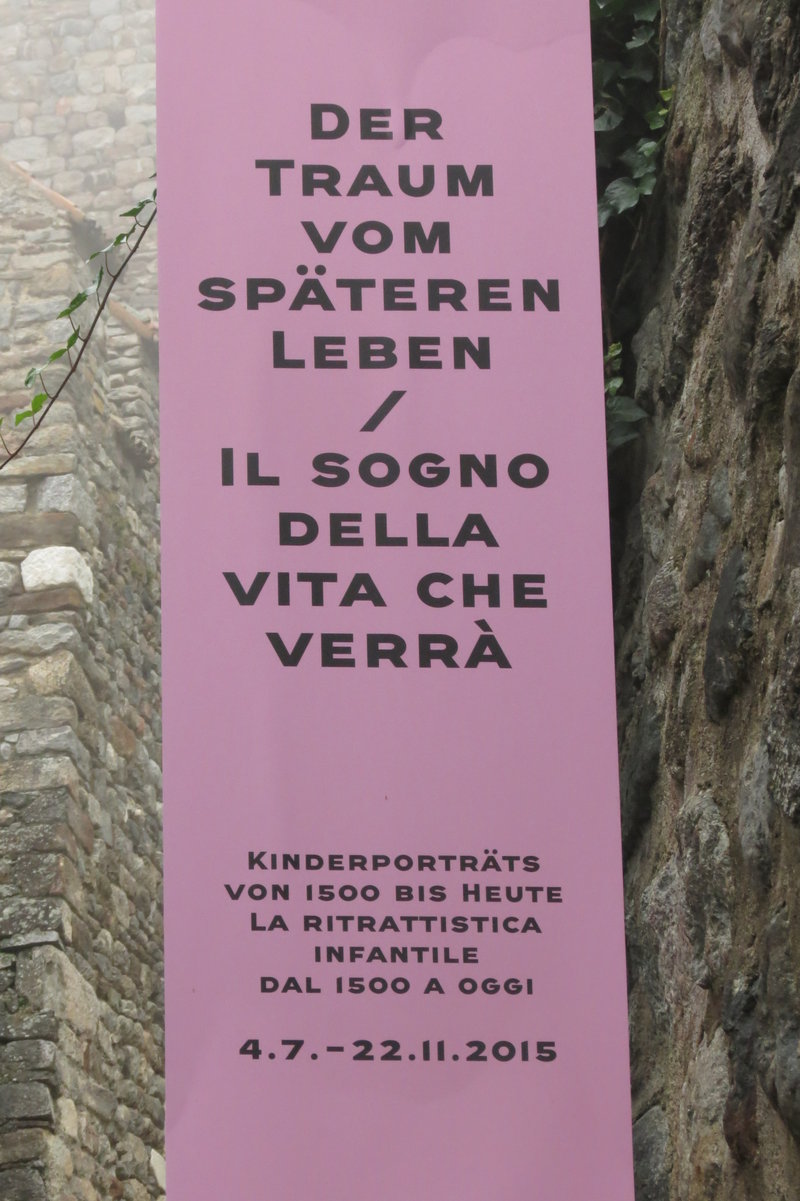 Der
Traum
vom
späteren
Leben
/
Il sogno
della
vita che
verrà
Kinderporträts
von 1500 bis Heute
La ritrattistica
infantile
dal 1500 a oggi
4.7.–22.11.2015